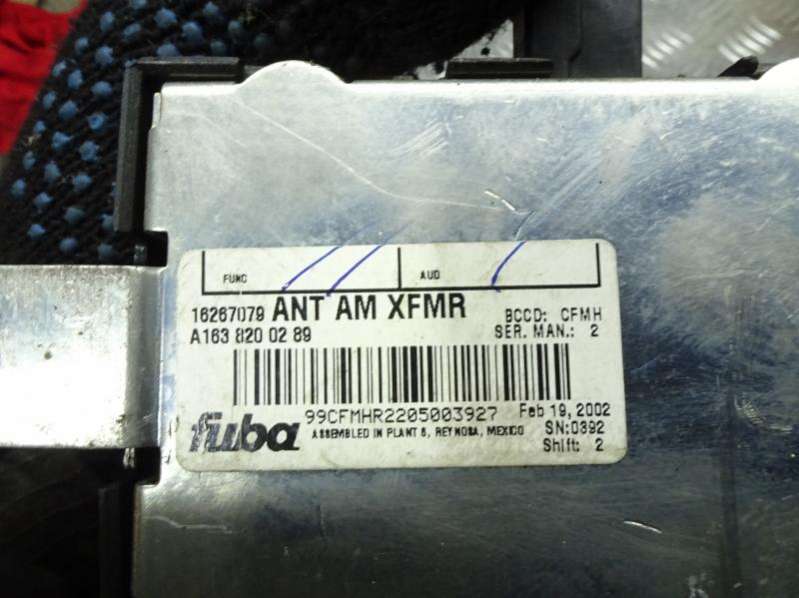 FUNC AUD
16267079 ANT AM XFMR BCCD: CFMH
A163 820 02 89 SER. MAN.: 2
99CFMHR2205003927 Feb 19, 2002
fuba ASSEMBLED IN PLANT 6, REYNOSA, MEXICO SN:0392
Shift: 2